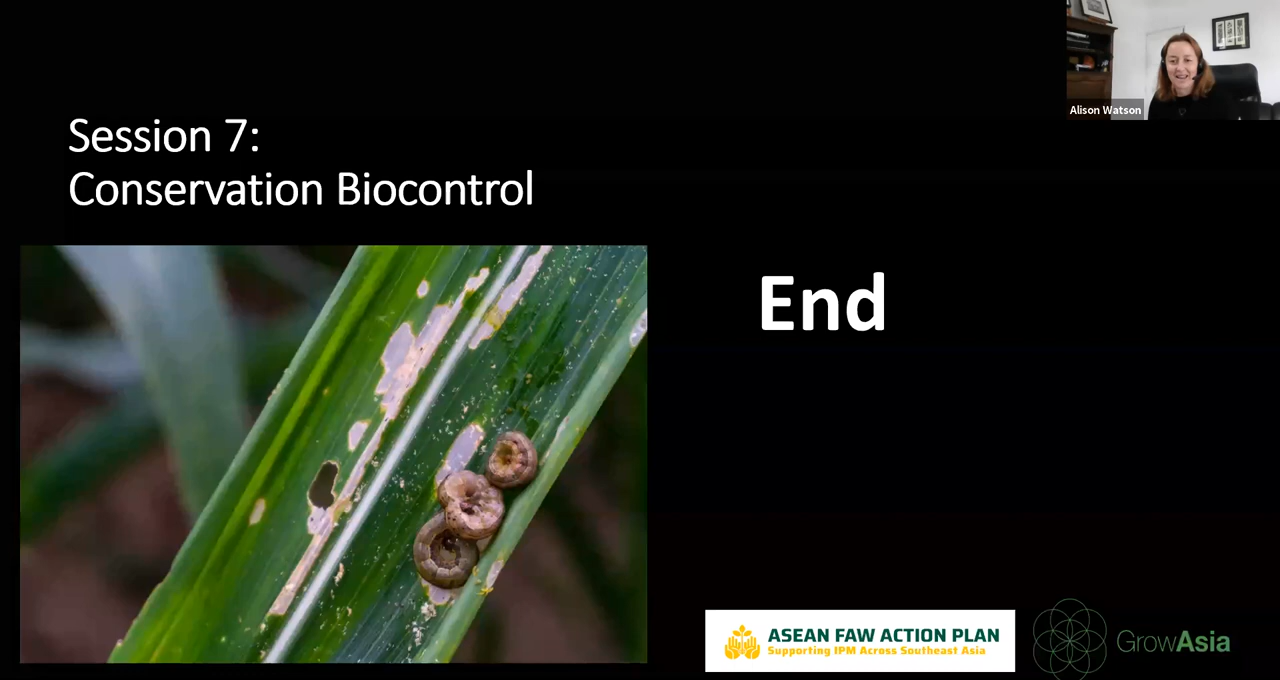 Alison Watson
Session 7:
Conservation Biocontrol
End
ASEAN FAW ACTION PLAN
Supporting IPM Across Southeast Asia
GrowAsia